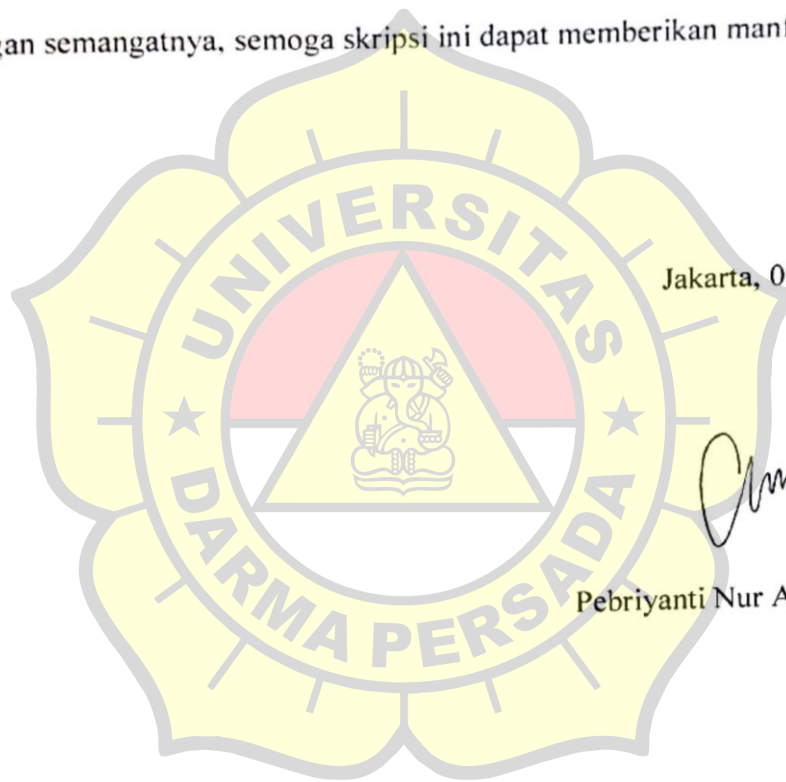 gan semangatnya, semoga skripsi ini dapat memberikan manf
Jakarta, 0
Pebriyanti Nur A
UNIVERSITAS
DARMA PERSADA